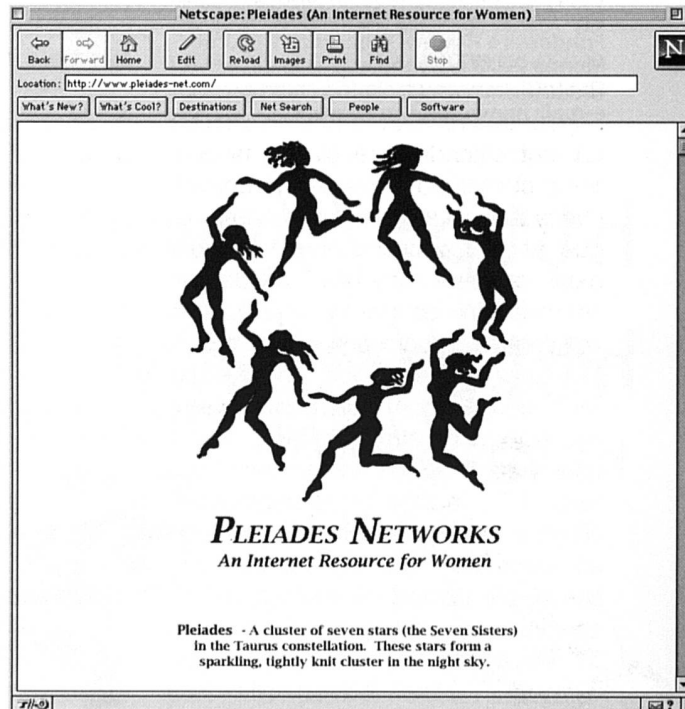 Netscape: Pleiades (An Internet Resource for Women)
Back Forward Home Edit Reload Images Print Find Stop N
Location: http://www.pleiades-net.com/
What's New? What's Cool? Destinations Net Search People Software
PLEIADES NETWORKS
An Internet Resource for Women
Pleiades - A cluster of seven stars (the Seven Sisters)
in the Taurus constellation. These stars form a
sparkling, tightly knit cluster in the night sky.
?